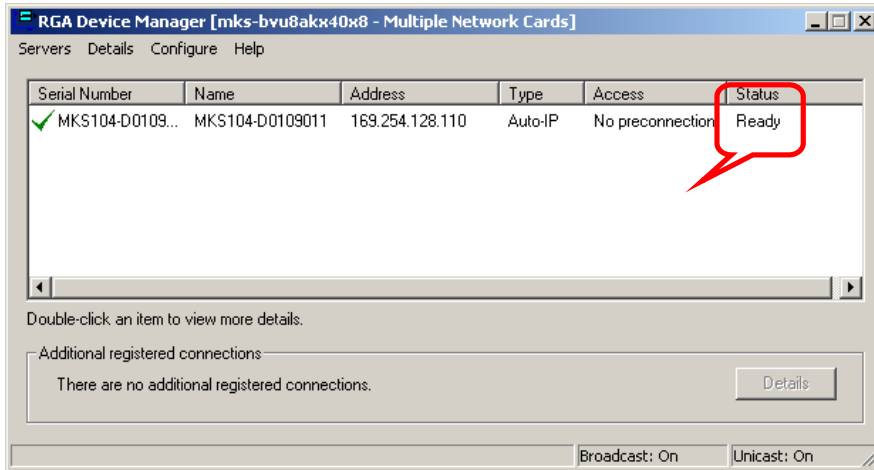 RGA Device Manager [mks-bvu8akx40x8 - Multiple Network Cards]
Servers Details Configure Help
Serial Number Name Address Type Access Status
MKS104-D0109... MKS104-D0109011 169.254.128.110 Auto-IP No preconnection Ready
Double-click an item to view more details.
Additional registered connections
There are no additional registered connections.
Details
Broadcast: On Unicast: On